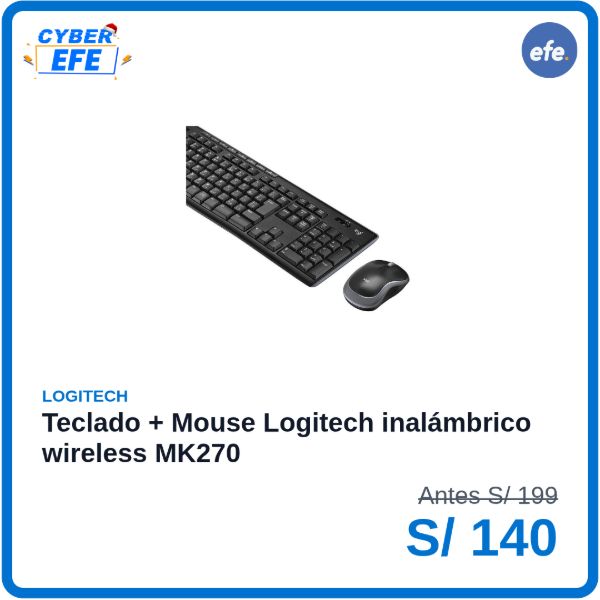 CYBER
EFE
efe.
LOGITECH
Teclado + Mouse Logitech inalámbrico
wireless MK270
Antes S/ 199
S/ 140